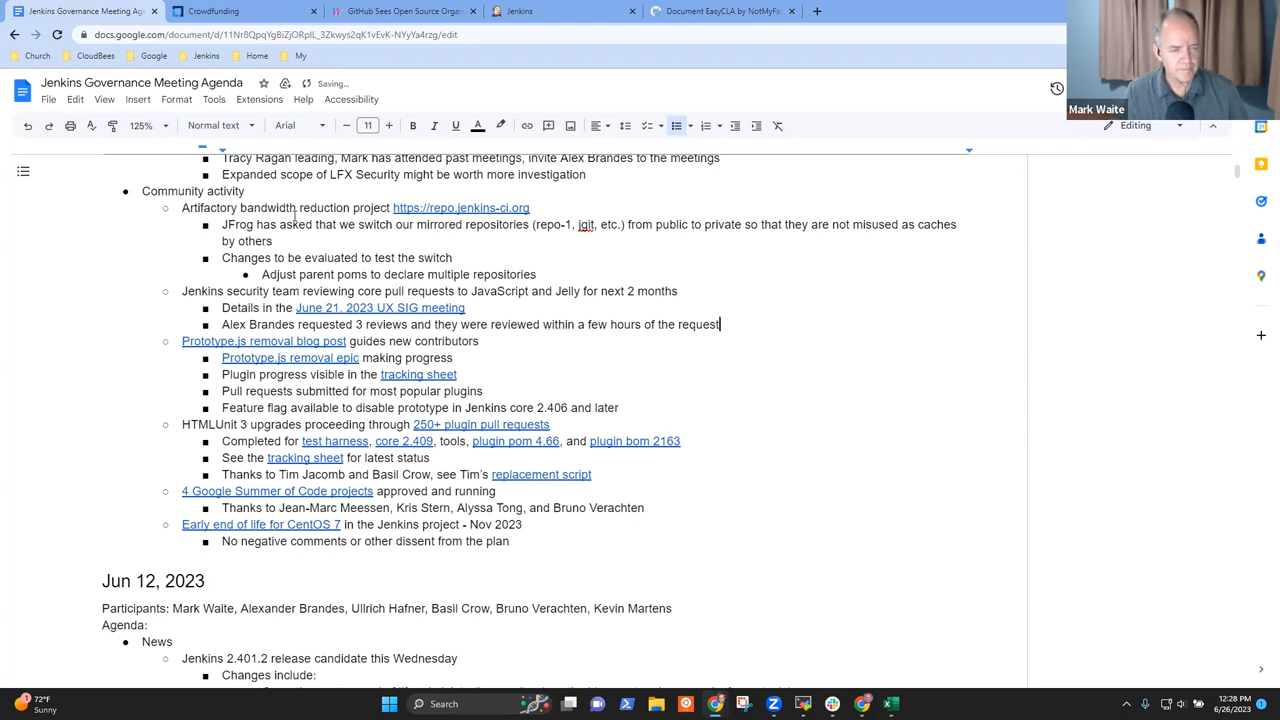 Jenkins Governance Meeting Age
Crowdfunding
GitHub Sees Open Source Organ
Jenkins
Document EasyCLA by NotMyFa
docs.google.com/document/d/11Nr8QpqYgBiZjORpIL_3Zkwys2qK1vEvK-NYyYa4rzg/edit
Church
CloudBees
Google
Jenkins
Home
My
Jenkins Governance Meeting Agenda
Saving...
File Edit View Insert Format Tools Extensions Help Accessibility
125% Normal text Arial 11 Editing
Mark Waite
Tracy Ragan leading, Mark has attended past meetings, invite Alex Brandes to the meetings
Expanded scope of LFX Security might be worth more investigation
Community activity
Artifactory bandwidth reduction project https://repo.jenkins-ci.org
JFrog has asked that we switch our mirrored repositories (repo-1, jgit, etc.) from public to private so that they are not misused as caches
by others
Changes to be evaluated to test the switch
Adjust parent poms to declare multiple repositories
Jenkins security team reviewing core pull requests to JavaScript and Jelly for next 2 months
Details in the June 21, 2023 UX SIG meeting
Alex Brandes requested 3 reviews and they were reviewed within a few hours of the request
Prototype.js removal blog post guides new contributors
Prototype.js removal epic making progress
Plugin progress visible in the tracking sheet
Pull requests submitted for most popular plugins
Feature flag available to disable prototype in Jenkins core 2.406 and later
HTMLUnit 3 upgrades proceeding through 250+ plugin pull requests
Completed for test harness, core 2.409, tools, plugin pom 4.66, and plugin bom 2163
See the tracking sheet for latest status
Thanks to Tim Jacomb and Basil Crow, see Tim's replacement script
4 Google Summer of Code projects approved and running
Thanks to Jean-Marc Meessen, Kris Stern, Alyssa Tong, and Bruno Verachten
Early end of life for CentOS 7 in the Jenkins project - Nov 2023
No negative comments or other dissent from the plan
Jun 12, 2023
Participants: Mark Waite, Alexander Brandes, Ullrich Hafner, Basil Crow, Bruno Verachten, Kevin Martens
Agenda:
News
Jenkins 2.401.2 release candidate this Wednesday
Changes include:
72°F
Sunny
Search
12:28 PM
6/26/2023